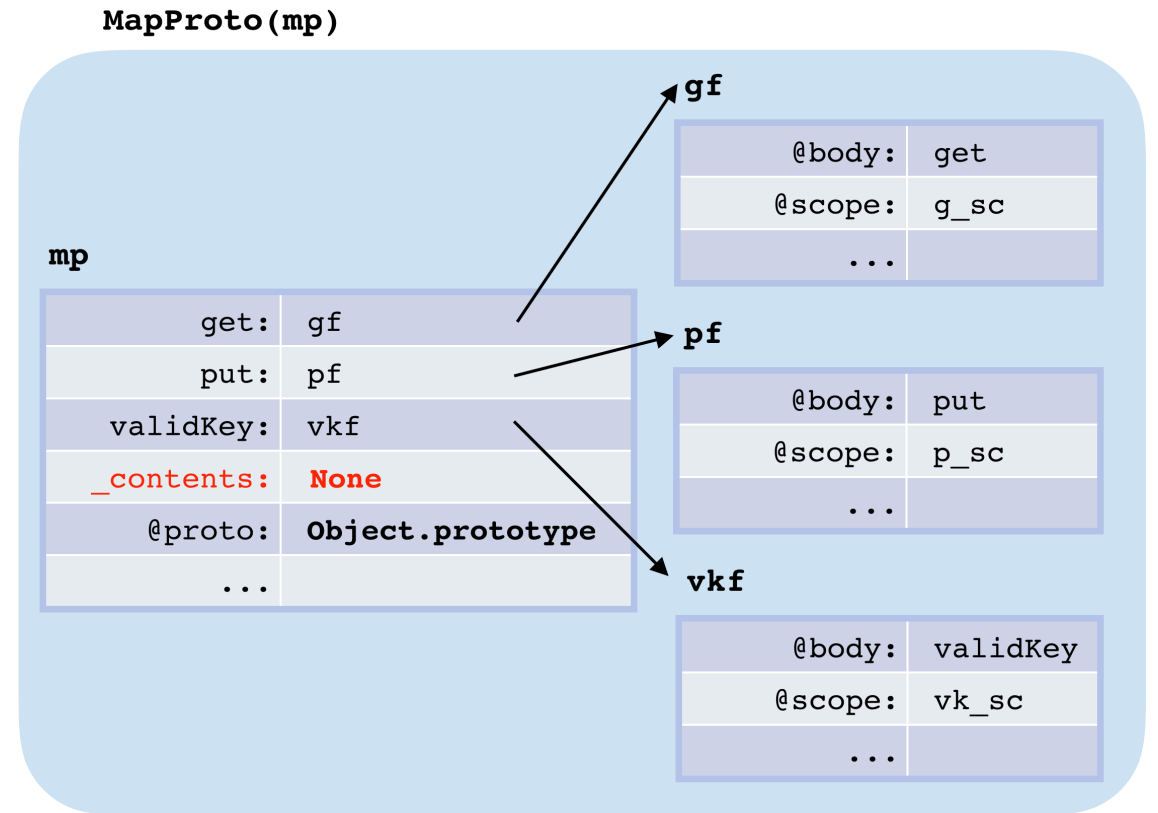 MapProto(mp)
mp
get: gf
put: pf
validKey: vkf
_contents: None
@proto: Object.prototype
...
gf
@body: get
@scope: g_sc
...
pf
@body: put
@scope: p_sc
...
vkf
@body: validKey
@scope: vk_sc
...